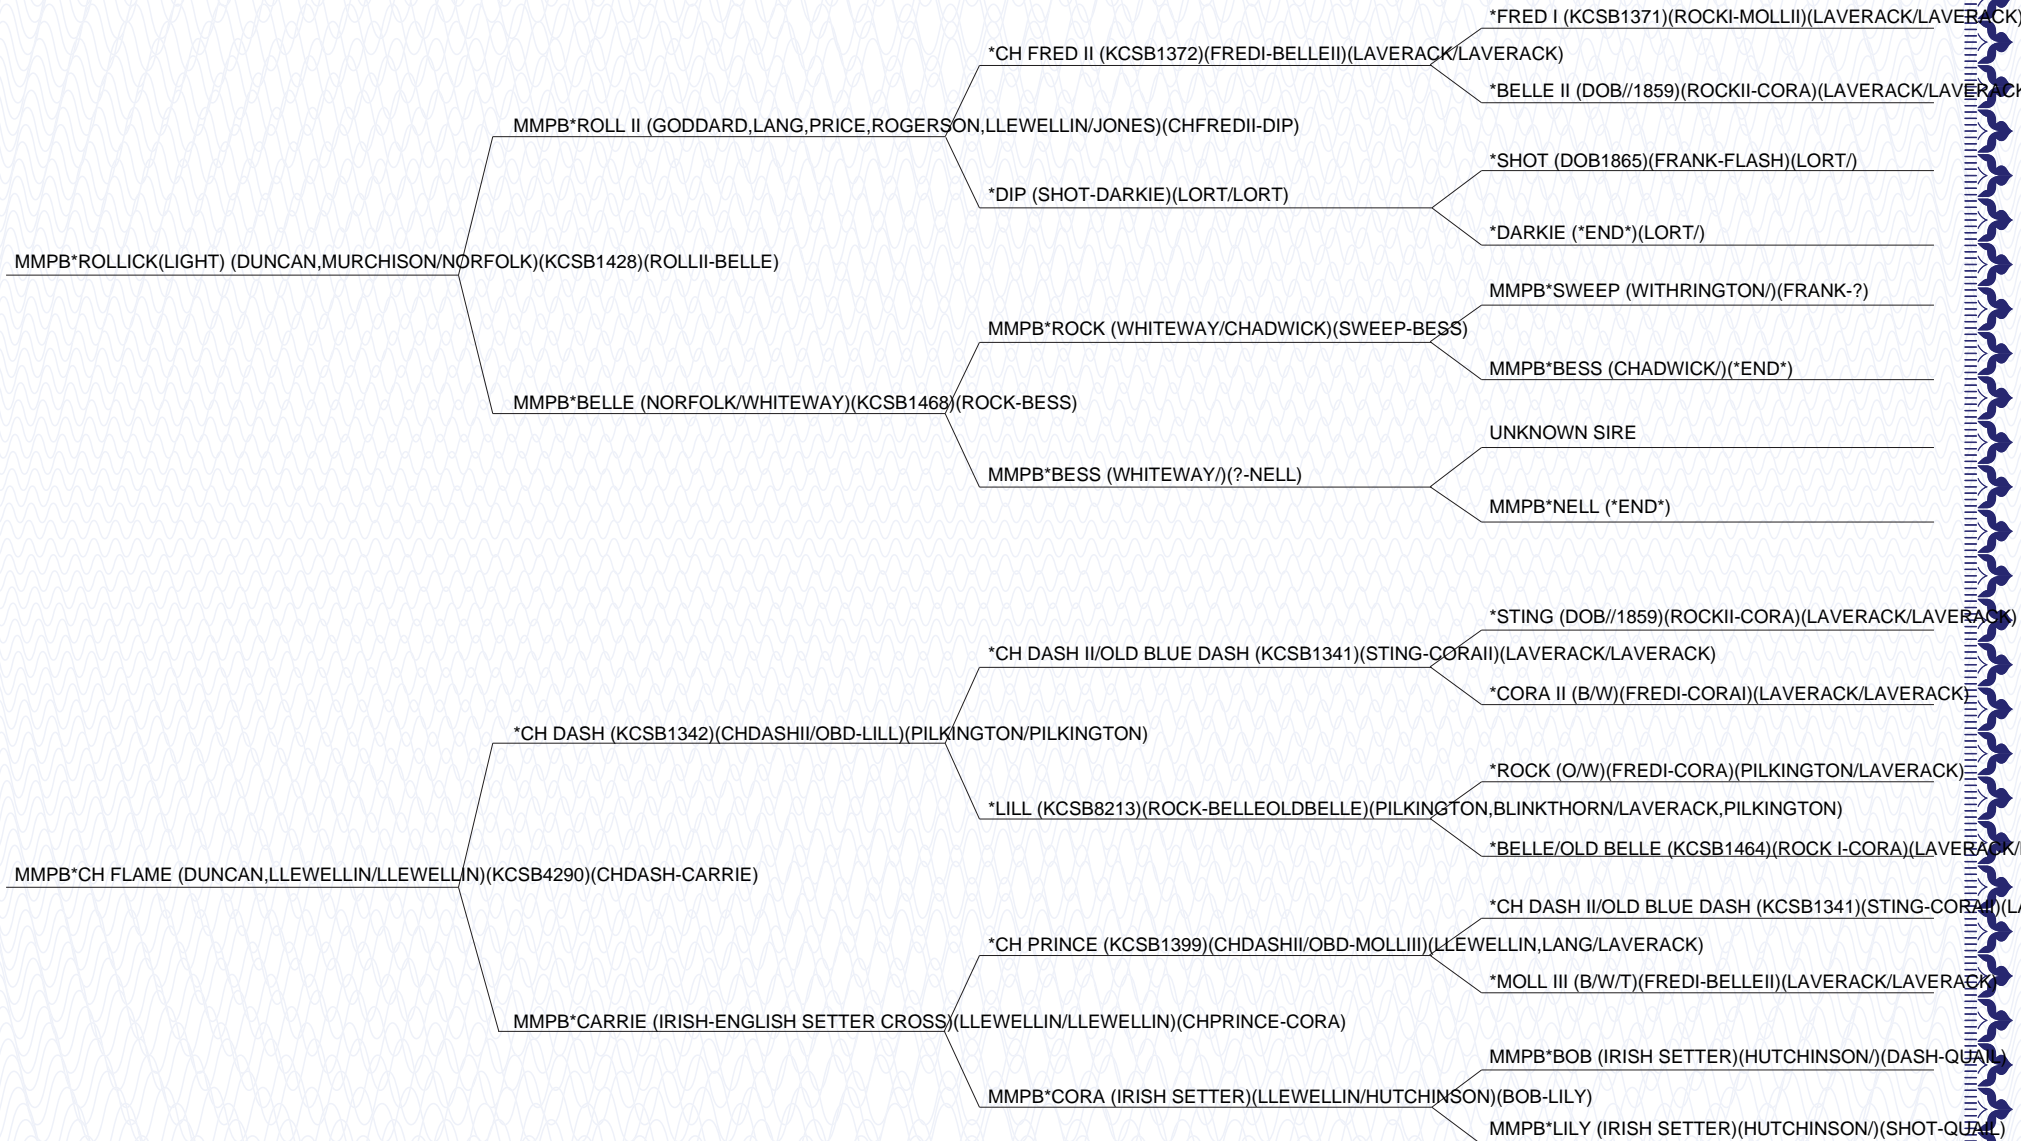 *FRED I (KCSB1371)(ROCKI-MOLLII)(LAVERACK/LAVERACK)
*CH FRED II (KCSB1372)(FREDI-BELLEII)(LAVERACK/LAVERACK)
*BELLE II (DOB//1859)(ROCKII-CORA)(LAVERACK/LAVERACK
MMPB*ROLL II (GODDARD,LANG,PRICE,ROGERSON,LLEWELLIN/JONES)(CHFREDII-DIP)
*SHOT (DOB1865)(FRANK-FLASH)(LORT/)
*DIP (SHOT-DARKIE)(LORT/LORT)
*DARKIE (*END*)(LORT/)
MMPB*ROLLICK(LIGHT) (DUNCAN,MURCHISON/NORFOLK)(KCSB1428)(ROLLII-BELLE)
MMPB*SWEEP (WITHRINGTON/)(FRANK-?)
MMPB*ROCK (WHITEWAY/CHADWICK)(SWEEP-BESS)
MMPB*BESS (CHADWICK/)(*END*)
MMPB*BELLE (NORFOLK/WHITEWAY)(KCSB1468)(ROCK-BESS)
UNKNOWN SIRE
MMPB*BESS (WHITEWAY/)(?-NELL)
MMPB*NELL (*END*)
*STING (DOB//1859)(ROCKII-CORA)(LAVERACK/LAVERACK)
*CH DASH II/OLD BLUE DASH (KCSB1341)(STING-CORAII)(LAVERACK/LAVERACK)
*CORA II (B/W)(FREDI-CORAI)(LAVERACK/LAVERACK)
*CH DASH (KCSB1342)(CHDASHII/OBD-LILL)(PILKINGTON/PILKINGTON)
*ROCK (O/W)(FREDI-CORA)(PILKINGTON/LAVERACK)
*LILL (KCSB8213)(ROCK-BELLEOLDBELLE)(PILKINGTON,BLINKTHORN/LAVERACK,PILKINGTON)
*BELLE/OLD BELLE (KCSB1464)(ROCK I-CORA)(LAVERACK/
MMPB*CH FLAME (DUNCAN,LLEWELLIN/LLEWELLIN)(KCSB4290)(CHDASH-CARRIE)
*CH DASH II/OLD BLUE DASH (KCSB1341)(STING-CORAII)(LA
*CH PRINCE (KCSB1399)(CHDASHII/OBD-MOLLIII)(LLEWELLIN,LANG/LAVERACK)
*MOLL III (B/W/T)(FREDI-BELLEII)(LAVERACK/LAVERACK)
MMPB*CARRIE (IRISH-ENGLISH SETTER CROSS)(LLEWELLIN/LLEWELLIN)(CHPRINCE-CORA)
MMPB*BOB (IRISH SETTER)(HUTCHINSON/)(DASH-QUAIL)
MMPB*CORA (IRISH SETTER)(LLEWELLIN/HUTCHINSON)(BOB-LILY)
MMPB*LILY (IRISH SETTER)(HUTCHINSON/)(SHOT-QUAIL)